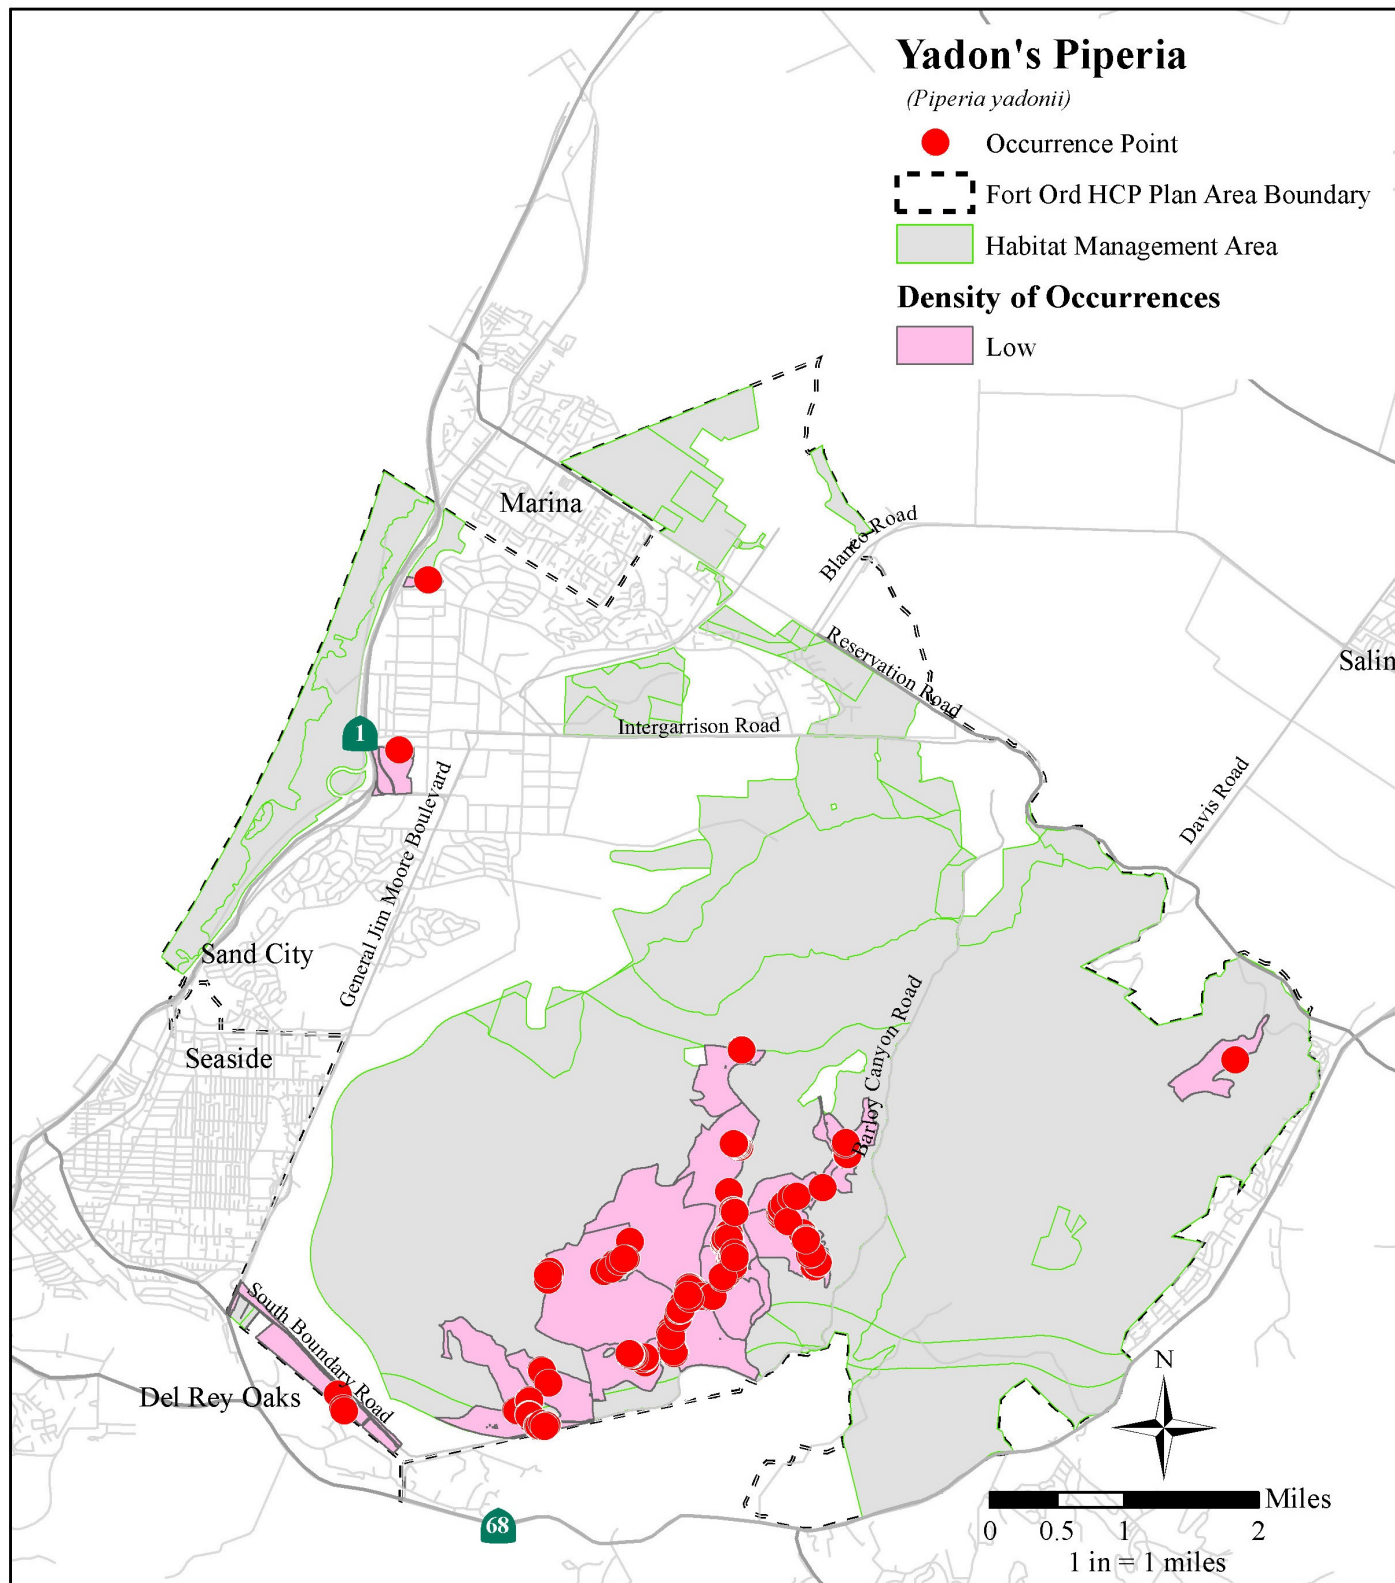 Yadon's Piperia
(Piperia yadonii)
Occurrence Point
Fort Ord HCP Plan Area Boundary
Habitat Management Area
Density of Occurrences
Low
Marina
Blanco Road
Reservation Road
Salin
Intergarrison Road
1
Davis Road
General Jim Moore Boulevard
Sand City
Seaside
Barloy Canyon Road
South Boundary Road
Del Rey Oaks
N
68
Miles
0 0.5 1 2
1 in = 1 miles